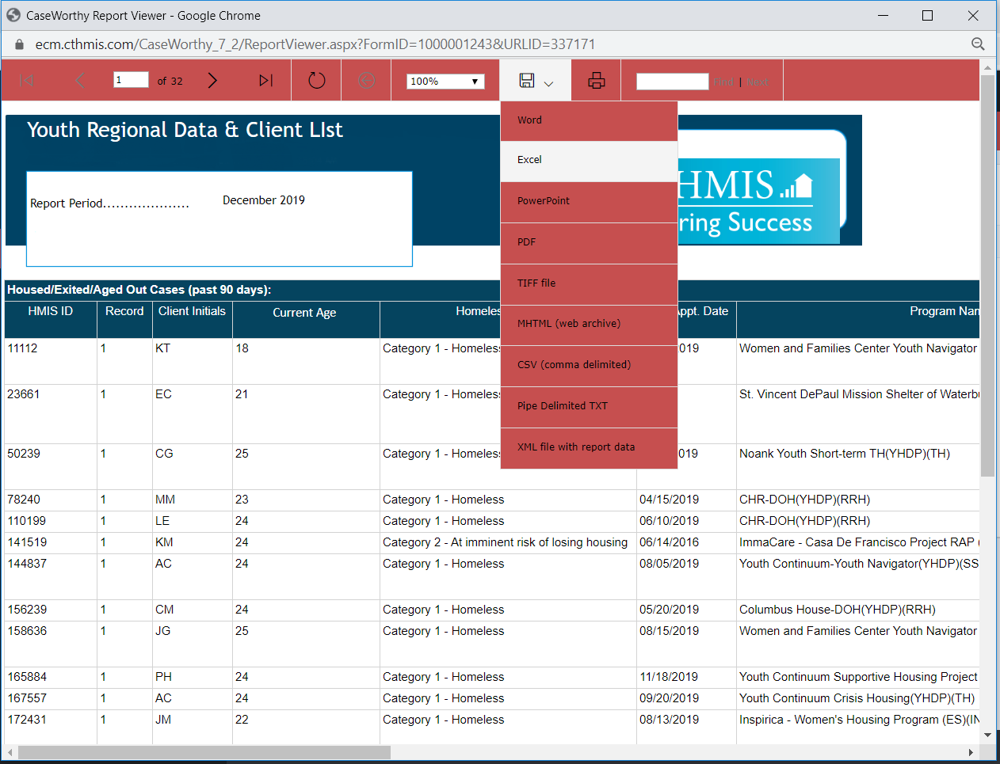 CaseWorthy Report Viewer - Google Chrome
ecm.cthmis.com/CaseWorthy_7_2/ReportViewer.aspx?FormID=1000001243&URLID=337171
1 of 32 100% Find | Next
Word
Excel
PowerPoint
PDF
TIFF file
MHTML (web archive)
CSV (comma delimited)
Pipe Delimited TXT
XML file with report data
Youth Regional Data & Client LIst
HMIS
ring Success
Report Period.................... December 2019
Housed/Exited/Aged Out Cases (past 90 days):
HMIS ID Record Client Initials Current Age Homeles ppt. Date Program Nam
11112 1 KT 18 Category 1 - Homeless 019 Women and Families Center Youth Navigator
23661 1 EC 21 Category 1 - Homeless St. Vincent DePaul Mission Shelter of Waterbu
50239 1 CG 25 Category 1 - Homeless 019 Noank Youth Short-term TH(YHDP)(TH)
78240 1 MM 23 Category 1 - Homeless 04/15/2019 CHR-DOH(YHDP)(RRH)
110199 1 LE 24 Category 1 - Homeless 06/10/2019 CHR-DOH(YHDP)(RRH)
141519 1 KM 24 Category 2 - At imminent risk of losing housing 06/14/2016 ImmaCare - Casa De Francisco Project RAP (
144837 1 AC 24 Category 1 - Homeless 08/05/2019 Youth Continuum-Youth Navigator(YHDP)(SS
156239 1 CM 24 Category 1 - Homeless 05/20/2019 Columbus House-DOH(YHDP)(RRH)
158636 1 JG 25 Category 1 - Homeless 08/15/2019 Women and Families Center Youth Navigator
165884 1 PH 24 Category 1 - Homeless 11/18/2019 Youth Continuum Supportive Housing Project
167557 1 AC 24 Category 1 - Homeless 09/20/2019 Youth Continuum Crisis Housing(YHDP)(TH)
172431 1 JM 22 Category 1 - Homeless 08/13/2019 Inspirica - Women's Housing Program (ES)(IN